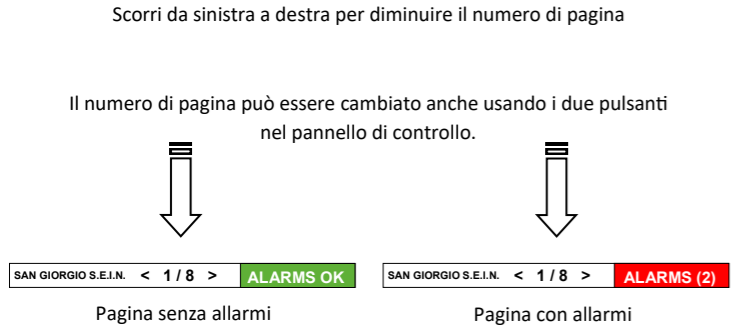 Scorri da sinistra a destra per diminuire il numero di pagina
Il numero di pagina può essere cambiato anche usando i due pulsanti
nel pannello di controllo.
SAN GIORGIO S.E.I.N. < 1 / 8 > ALARMS OK
SAN GIORGIO S.E.I.N. < 1 / 8 > ALARMS (2)
Pagina senza allarmi
Pagina con allarmi